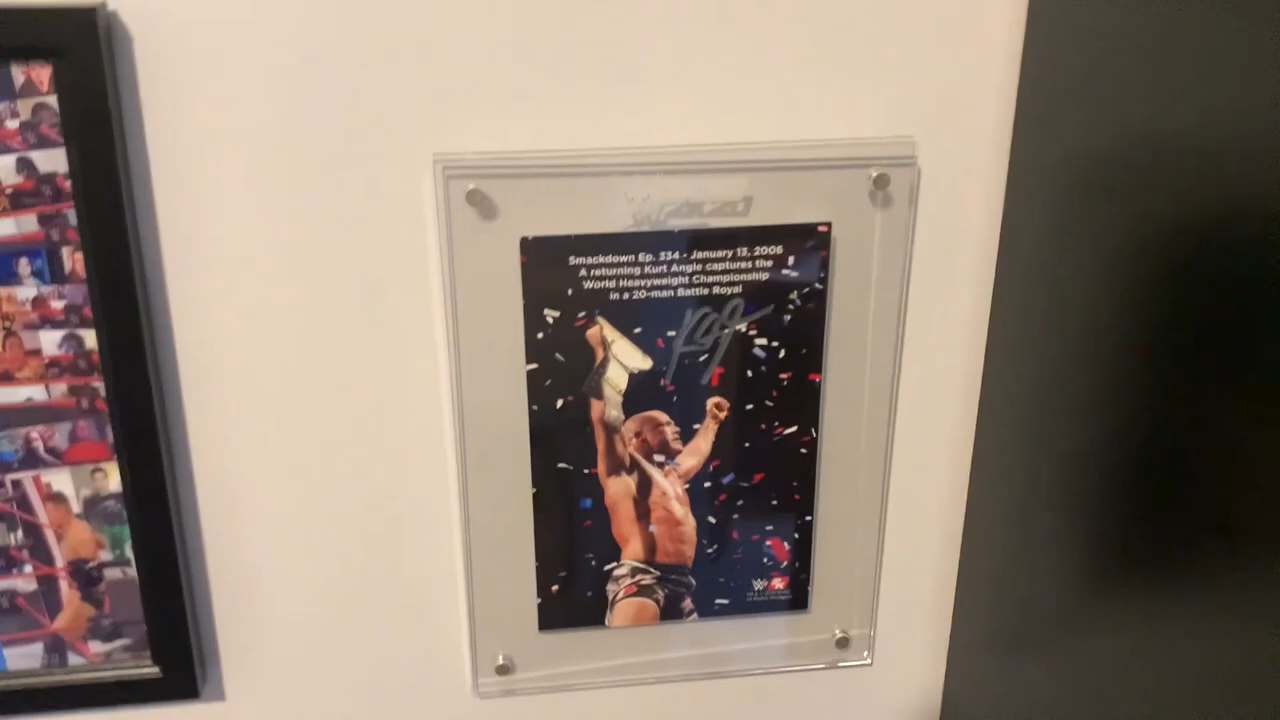 Smackdown Ep. 334 - January 13, 2006
A returning Kurt Angle captures the
World Heavyweight Championship
in a 20-man Battle Royal
2K